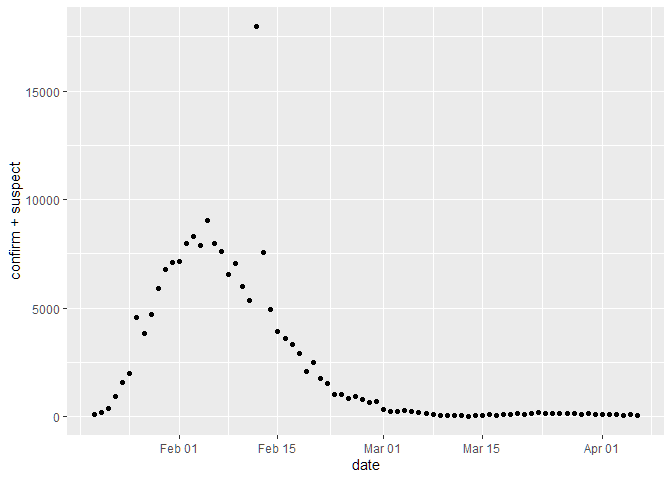 confirm + suspect
15000
10000
5000
0
Feb 01
Feb 15
Mar 01
Mar 15
Apr 01
date